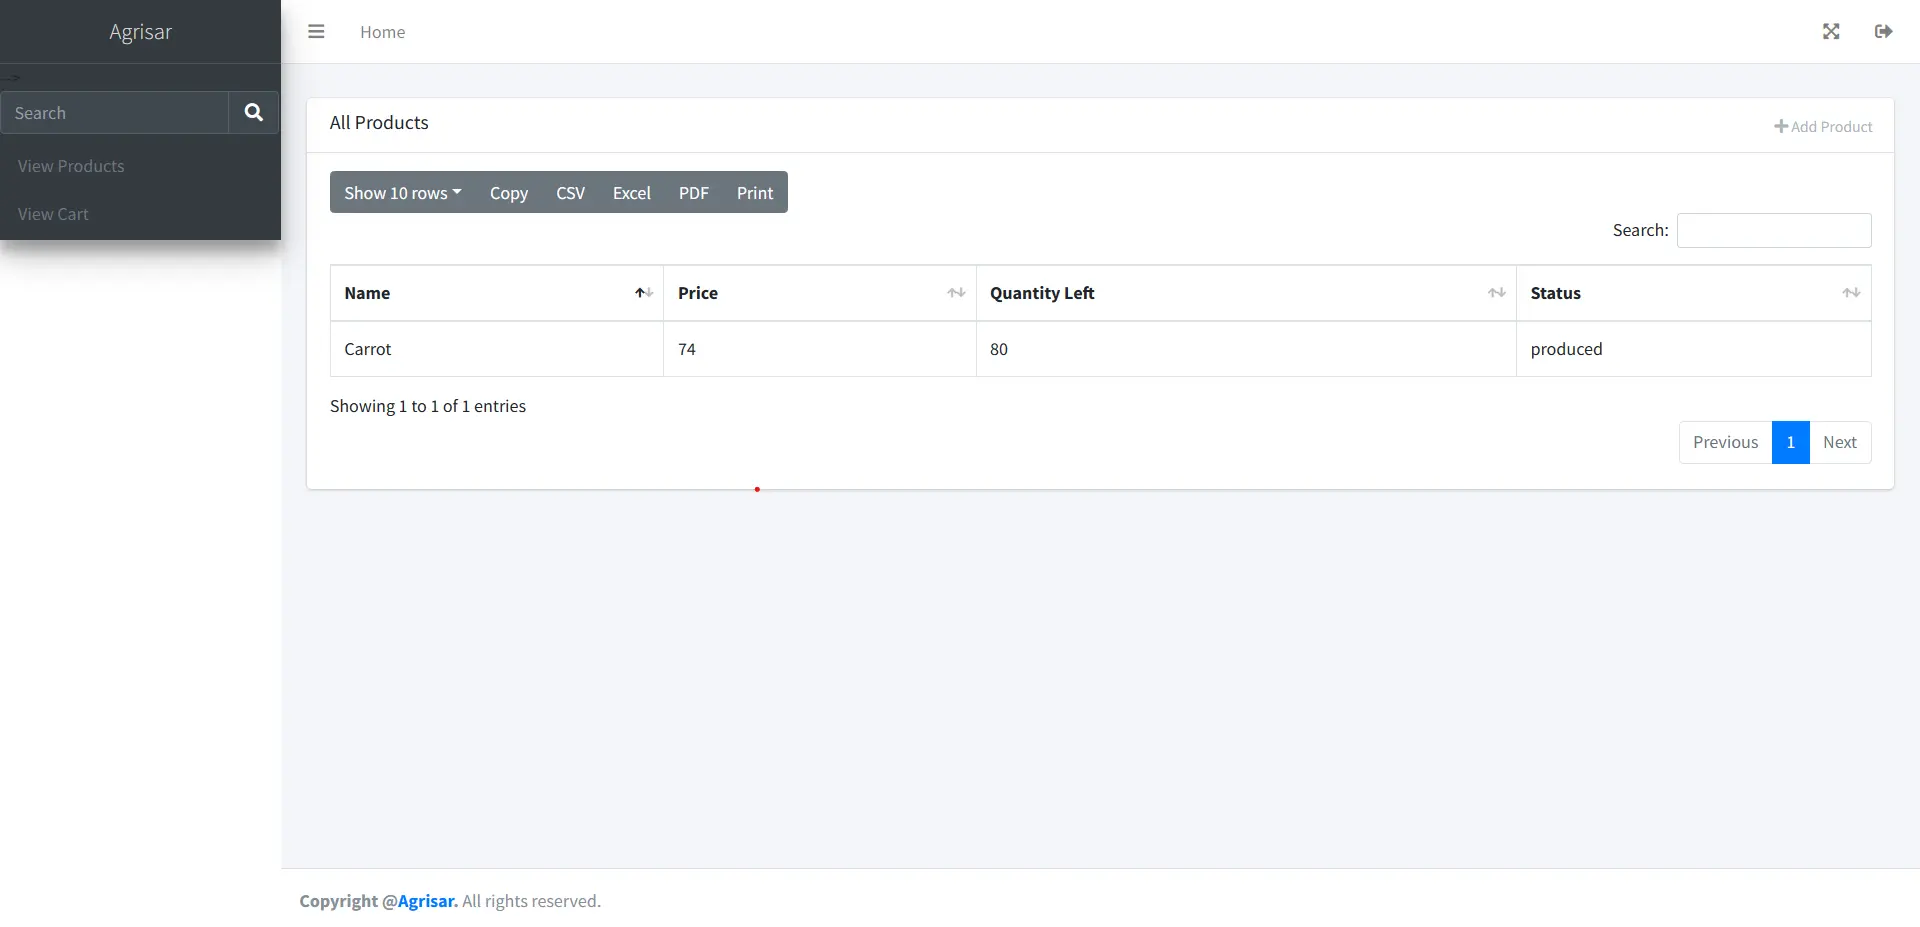 Agrisar
Home
-->
Search
View Products
View Cart
All Products
Add Product
Show 10 rows Copy CSV Excel PDF Print
Search:
Name Price Quantity Left Status
Carrot 74 80 produced
Showing 1 to 1 of 1 entries
Previous 1 Next
Copyright @Agrisar. All rights reserved.